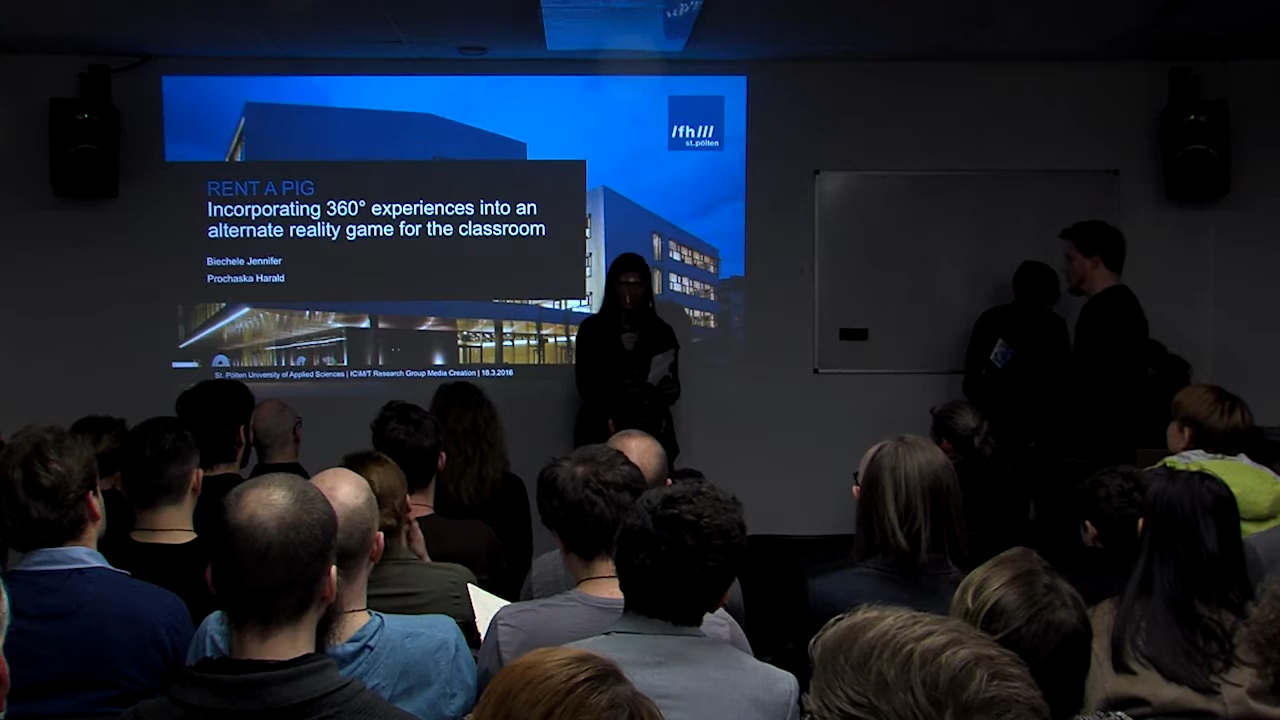 /fh///
st.pölten
RENT A PIG
Incorporating 360° experiences into an
alternate reality game for the classroom
Biechele Jennifer
Prochaska Harald
St. Pölten University of Applied Sciences | IC\M/T Research Group Media Creation | 18.3.2016